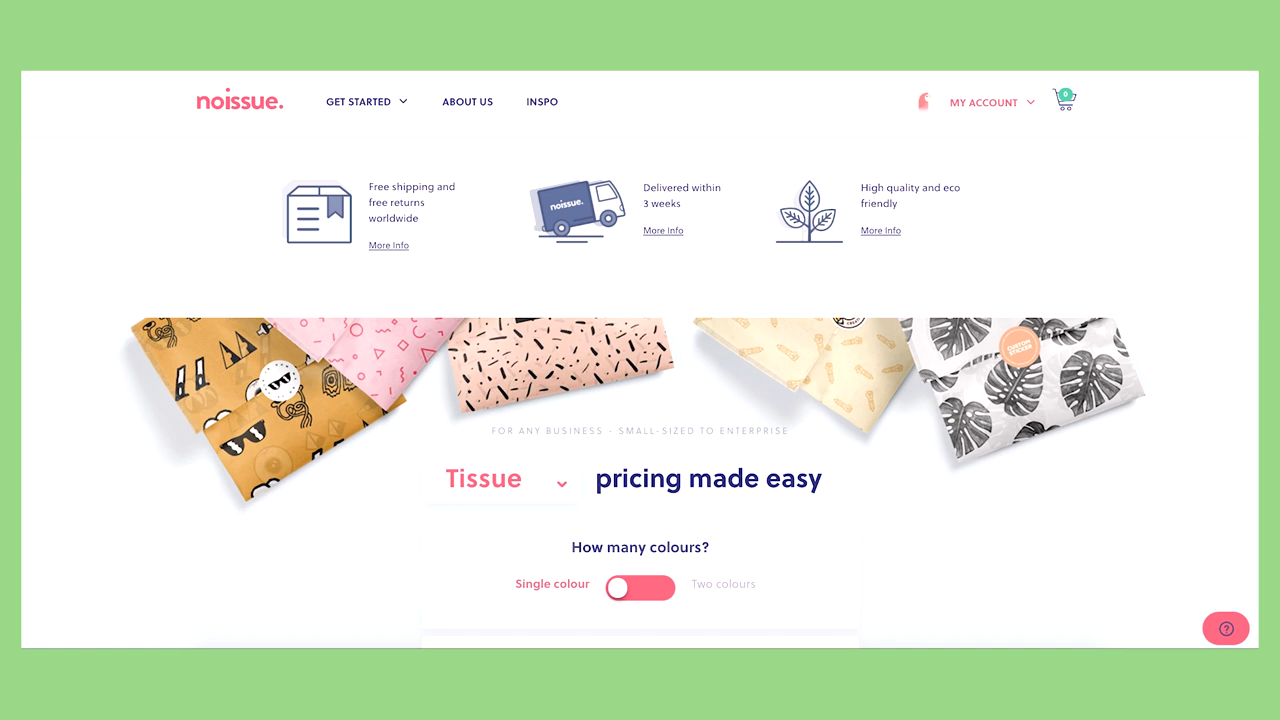 noissue.
GET STARTED
ABOUT US
INSPO
MY ACCOUNT
0
Free shipping and
free returns
worldwide
More Info
noissue.
Delivered within
3 weeks
More Info
High quality and eco
friendly
More Info
CUSTOM
STICKER
FOR ANY BUSINESS - SMALL-SIZED TO ENTERPRISE
Tissue
pricing made easy
How many colours?
Single colour
Two colours
?